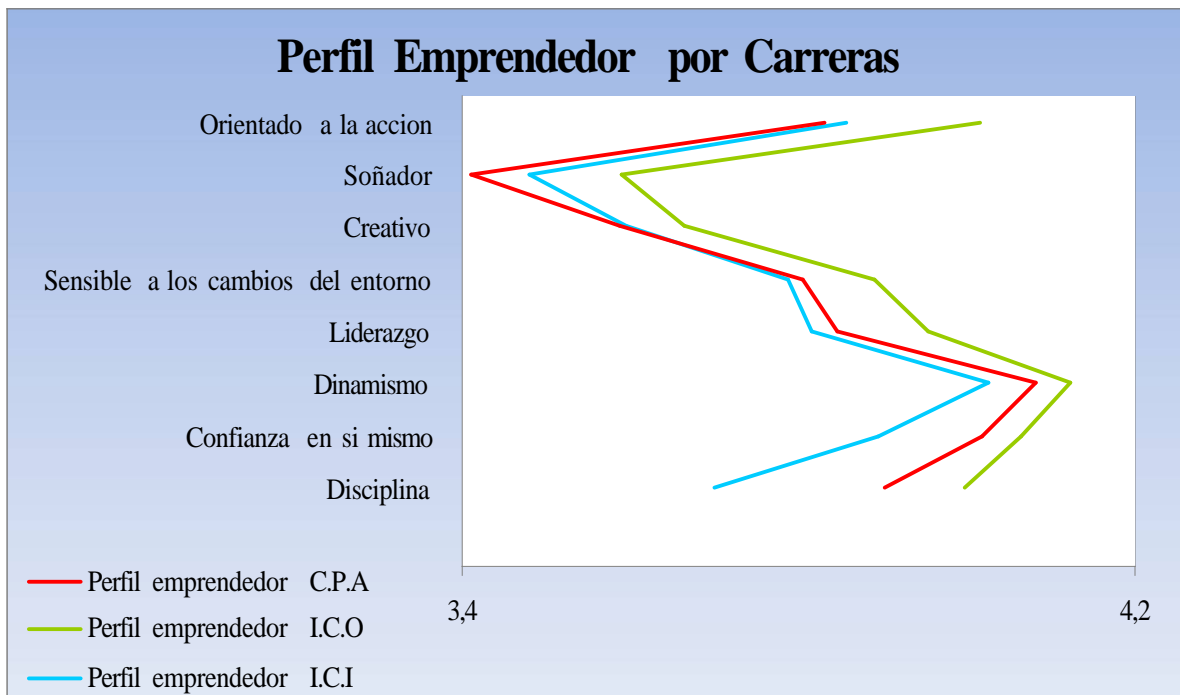 Perfil Emprendedor por Carreras
Orientado a la accion
Soñador
Creativo
Sensible a los cambios del entorno
Liderazgo
Dinamismo
Confianza en si mismo
Disciplina
Perfil emprendedor C.P.A
Perfil emprendedor I.C.O
Perfil emprendedor I.C.I
3,4
4,2